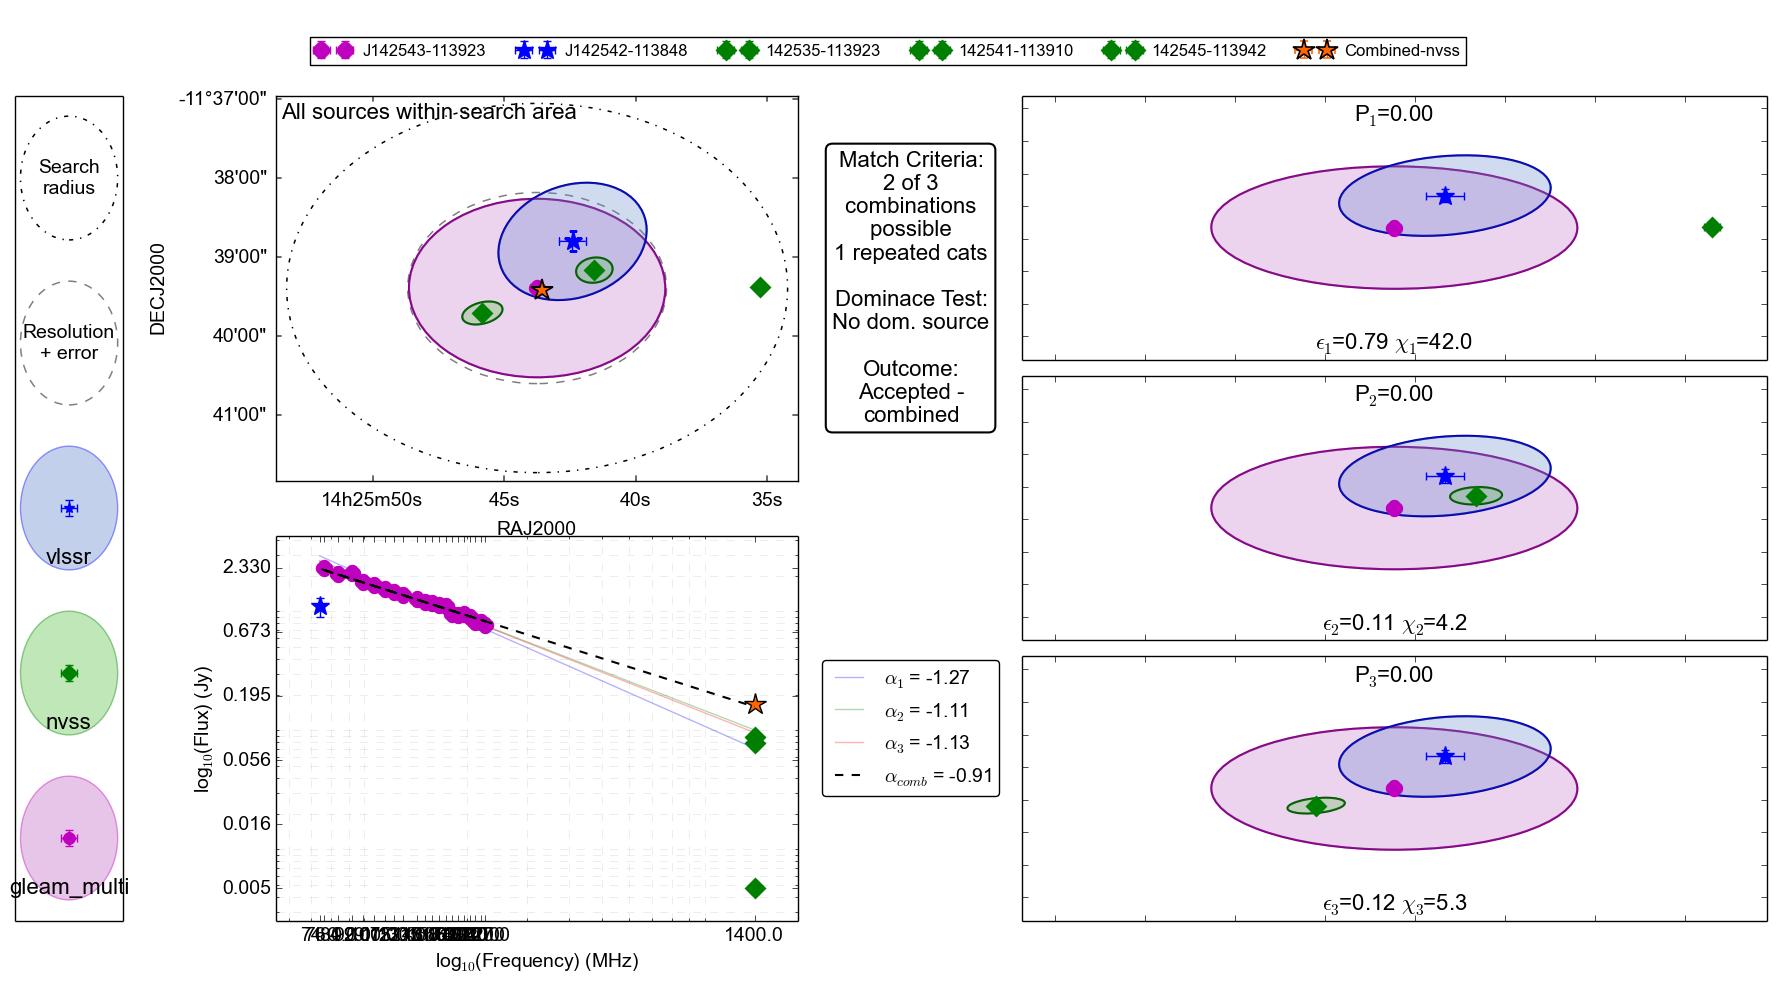 J142543-113923 J142542-113848 142535-113923 142541-113910 142545-113942 Combined-nvss
Search
radius
Resolution
+ error
vlssr
nvss
gleam_multi
All sources within search area
-11°37'00"
38'00"
39'00"
40'00"
41'00"
DECJ2000
14h25m50s 45s 40s 35s
RAJ2000
Match Criteria:
2 of 3
combinations
possible
1 repeated cats
Dominace Test:
No dom. source
Outcome:
Accepted -
combined
2.330
0.673
0.195
0.056
0.016
0.005
log₁₀(Flux) (Jy)
1400.0
log₁₀(Frequency) (MHz)
α₁ = -1.27
α₂ = -1.11
α₃ = -1.13
α_comb = -0.91
P₁=0.00
ϵ₁=0.79 χ₁=42.0
P₂=0.00
ϵ₂=0.11 χ₂=4.2
P₃=0.00
ϵ₃=0.12 χ₃=5.3